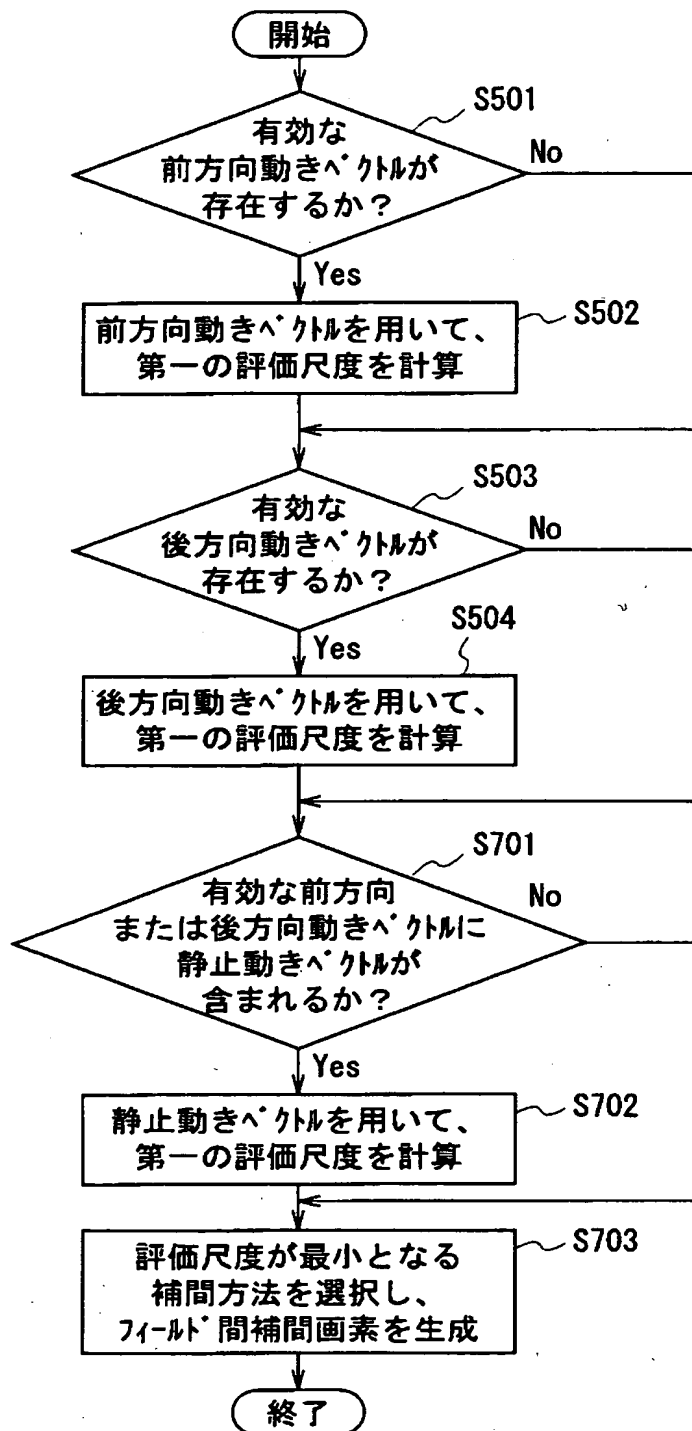 開始
S501
有効な
前方向動きベクトルが
存在するか？
No
Yes
S502
前方向動きベクトルを用いて、
第一の評価尺度を計算
S503
有効な
後方向動きベクトルが
存在するか？
No
Yes
S504
後方向動きベクトルを用いて、
第一の評価尺度を計算
S701
有効な前方向
または後方向動きベクトルに
静止動きベクトルが
含まれるか？
No
Yes
S702
静止動きベクトルを用いて、
第一の評価尺度を計算
S703
評価尺度が最小となる
補間方法を選択し、
フィールド間補間画素を生成
終了